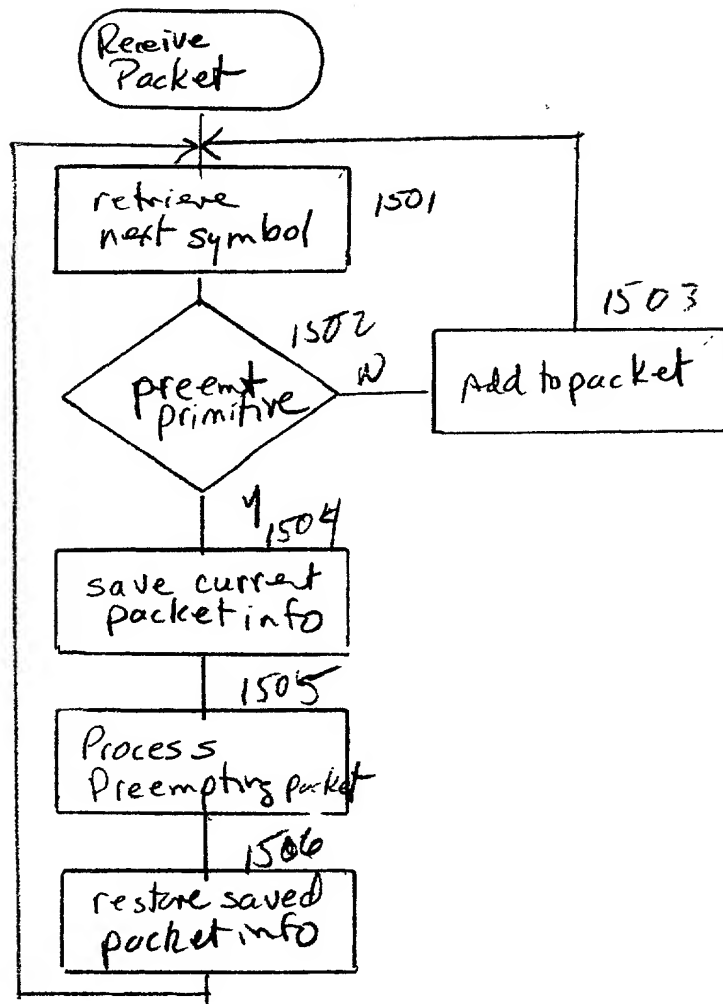 Receive
Packet
retrieve
next symbol
1501
1502
preemt
primitive
N
1503
Add to packet
Y
1504
save current
packet info
1505
Process
Preempting packet
1506
restore saved
packet info